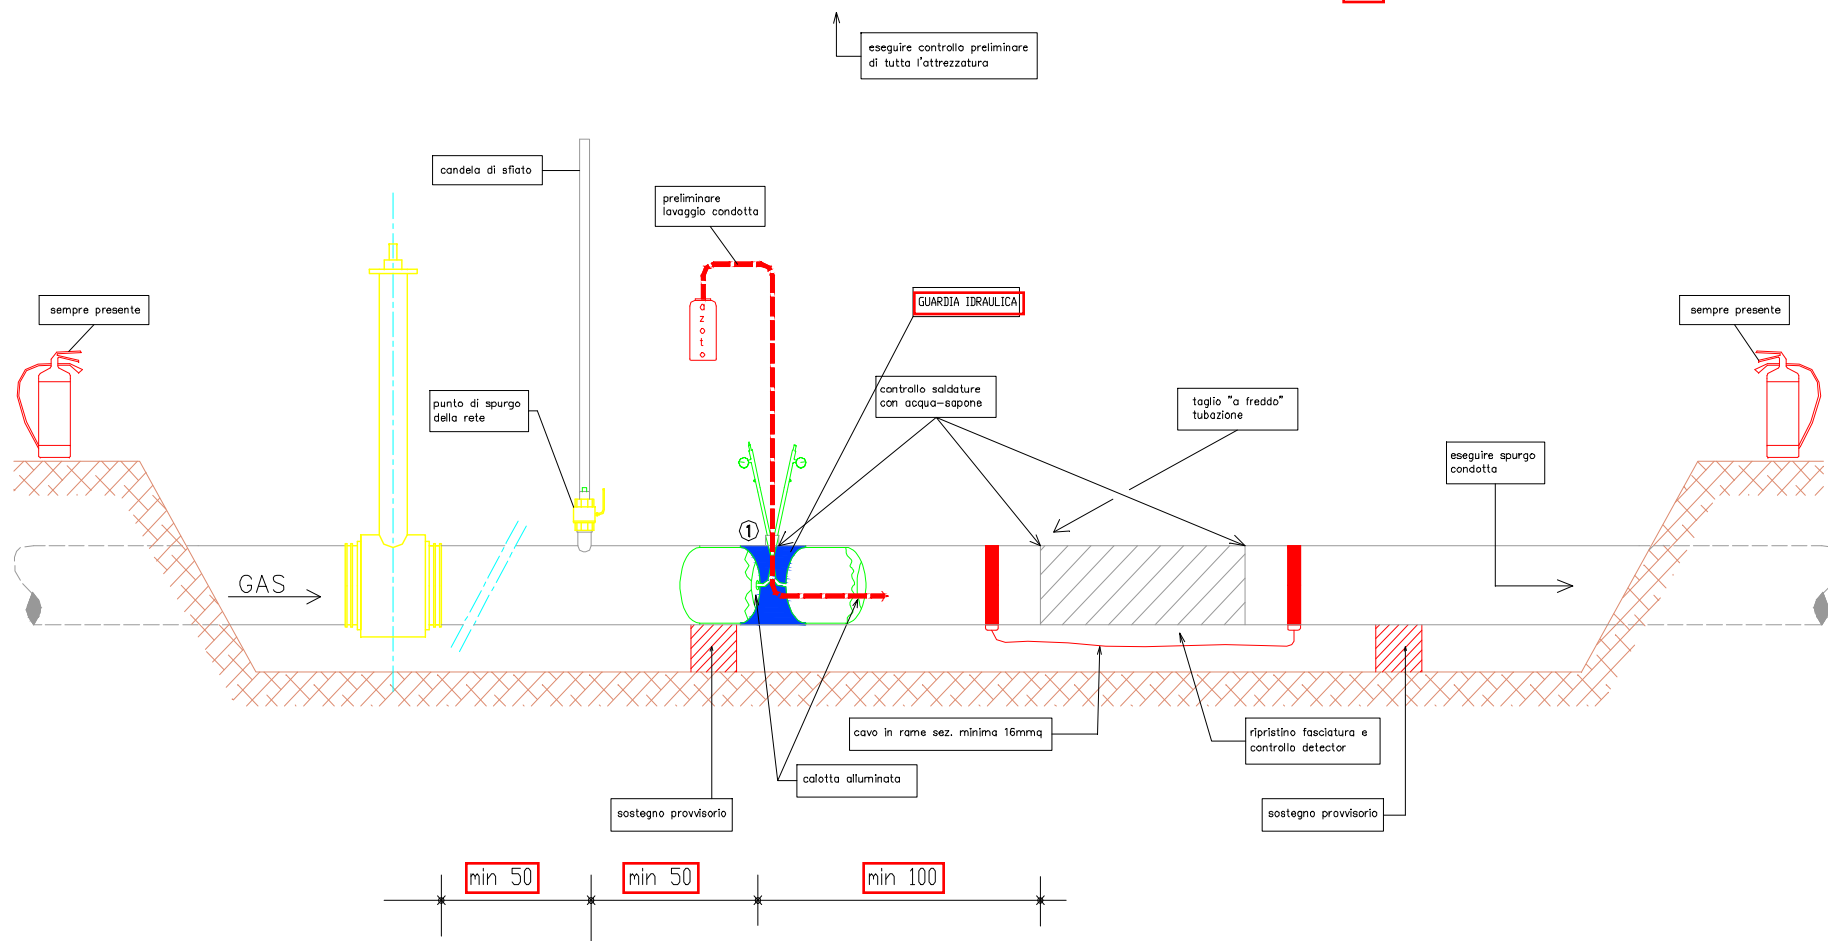 eseguire controllo preliminare
di tutta l'attrezzatura
candela di sfiato
preliminare
lavaggio condotta
sempre presente
GUARDIA IDRAULICA
sempre presente
azoto
controllo saldature
con acqua-sapone
taglio "a freddo"
tubazione
punto di spurgo
della rete
eseguire spurgo
condotta
1
GAS
cavo in rame sez. minima 16mmq
ripristino fasciatura e
controllo detector
calotta alluminata
sostegno provvisorio
sostegno provvisorio
min 50
min 50
min 100